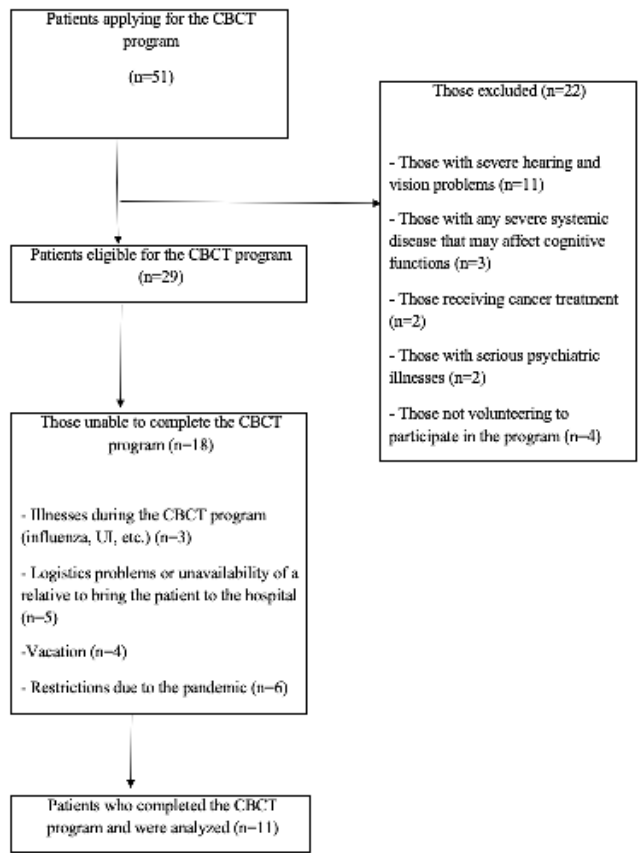 Patients applying for the CBCT
program
(n=51)
Those excluded (n=22)
- Those with severe hearing and
vision problems (n=11)
- Those with any severe systemic
disease that may affect cognitive
functions (n=3)
- Those receiving cancer treatment
(n=2)
- Those with serious psychiatric
illnesses (n=2)
- Those not volunteering to
participate in the program (n=4)
Patients eligible for the CBCT program
(n=29)
Those unable to complete the CBCT
program (n=18)
- Illnesses during the CBCT program
(influenza, UI, etc.) (n=3)
- Logistics problems or unavailability of a
relative to bring the patient to the hospital
(n=5)
-Vacation (n=4)
- Restrictions due to the pandemic (n=6)
Patients who completed the CBCT
program and were analyzed (n=11)